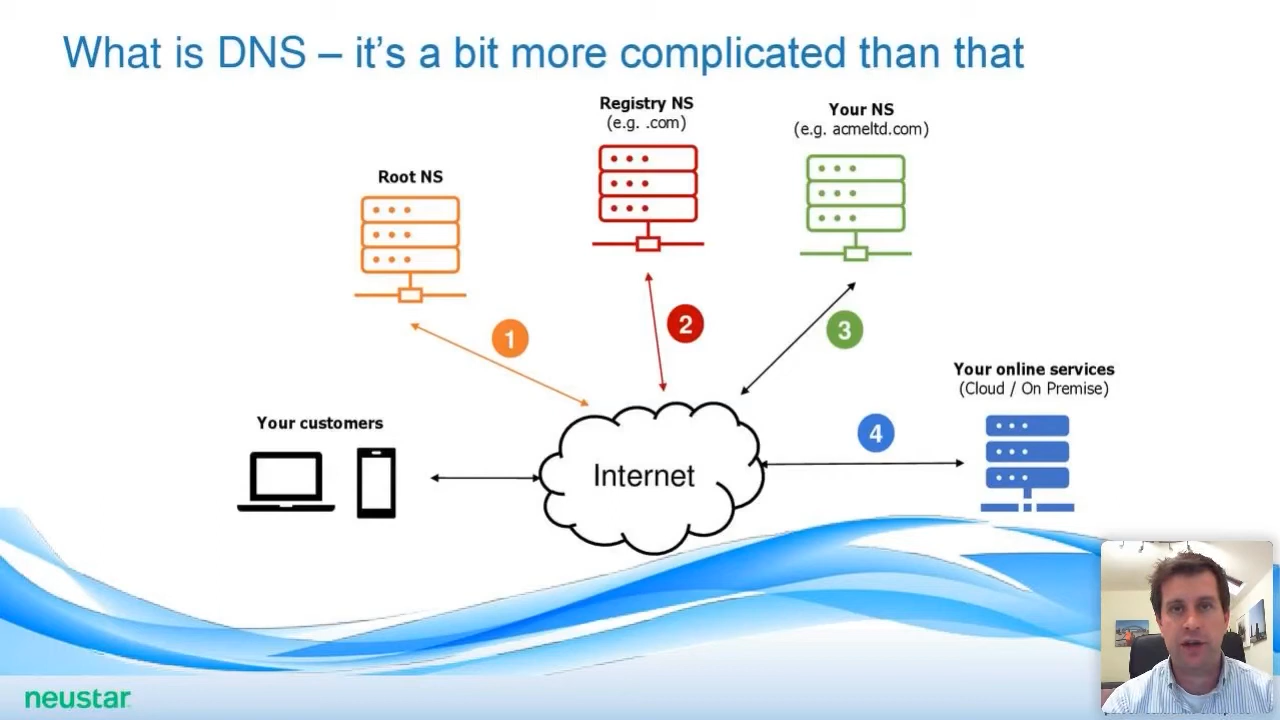 What is DNS – it's a bit more complicated than that
Registry NS
(e.g. .com)
Your NS
(e.g. acmeltd.com)
Root NS
1
2
3
Your online services
(Cloud / On Premise)
Your customers
4
Internet
neustar